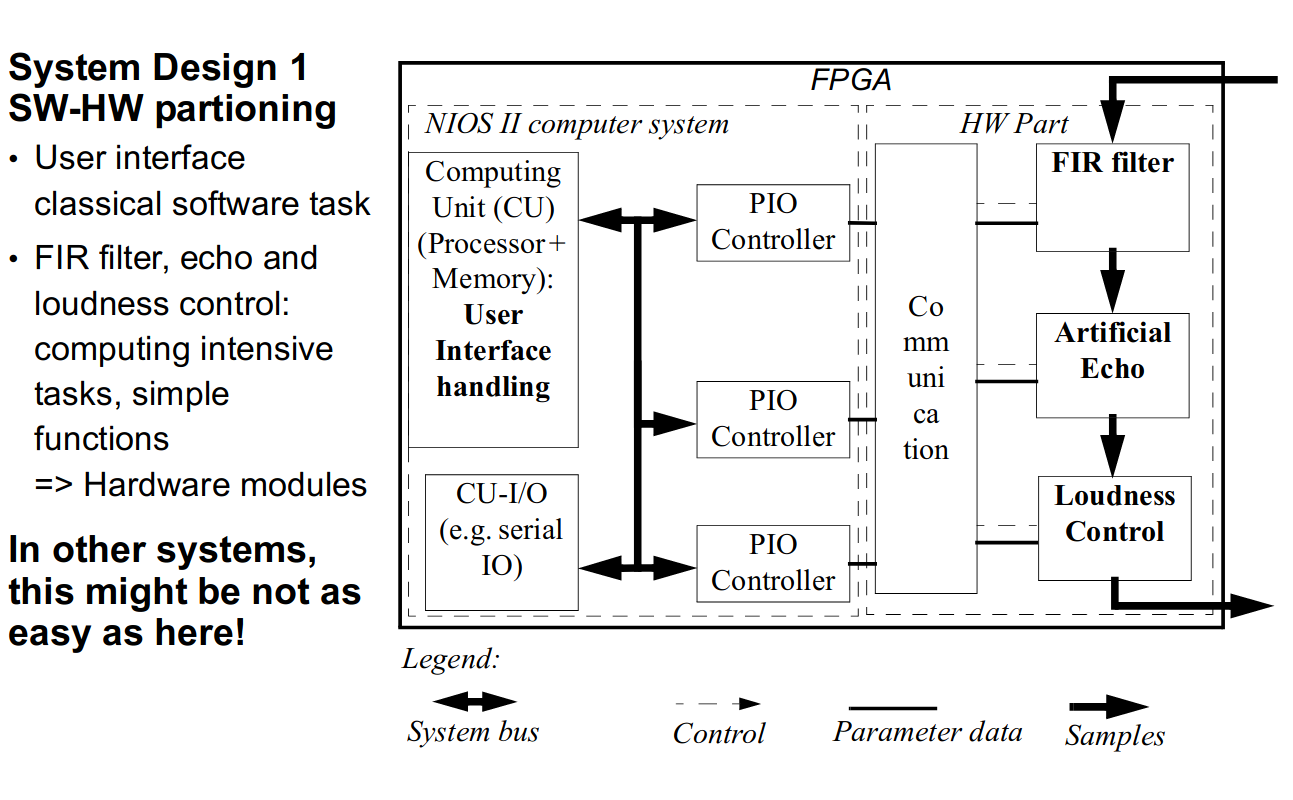 System Design 1
SW-HW partioning
• User interface
classical software task
• FIR filter, echo and
loudness control:
computing intensive
tasks, simple
functions
=> Hardware modules
In other systems,
this might be not as
easy as here!
FPGA
NIOS II computer system
HW Part
Computing
Unit (CU)
(Processor+
Memory):
User
Interface
handling
CU-I/O
(e.g. serial
IO)
PIO
Controller
PIO
Controller
PIO
Controller
Co
mm
uni
ca
tion
FIR filter
Artificial
Echo
Loudness
Control
Legend:
System bus
Control
Parameter data
Samples